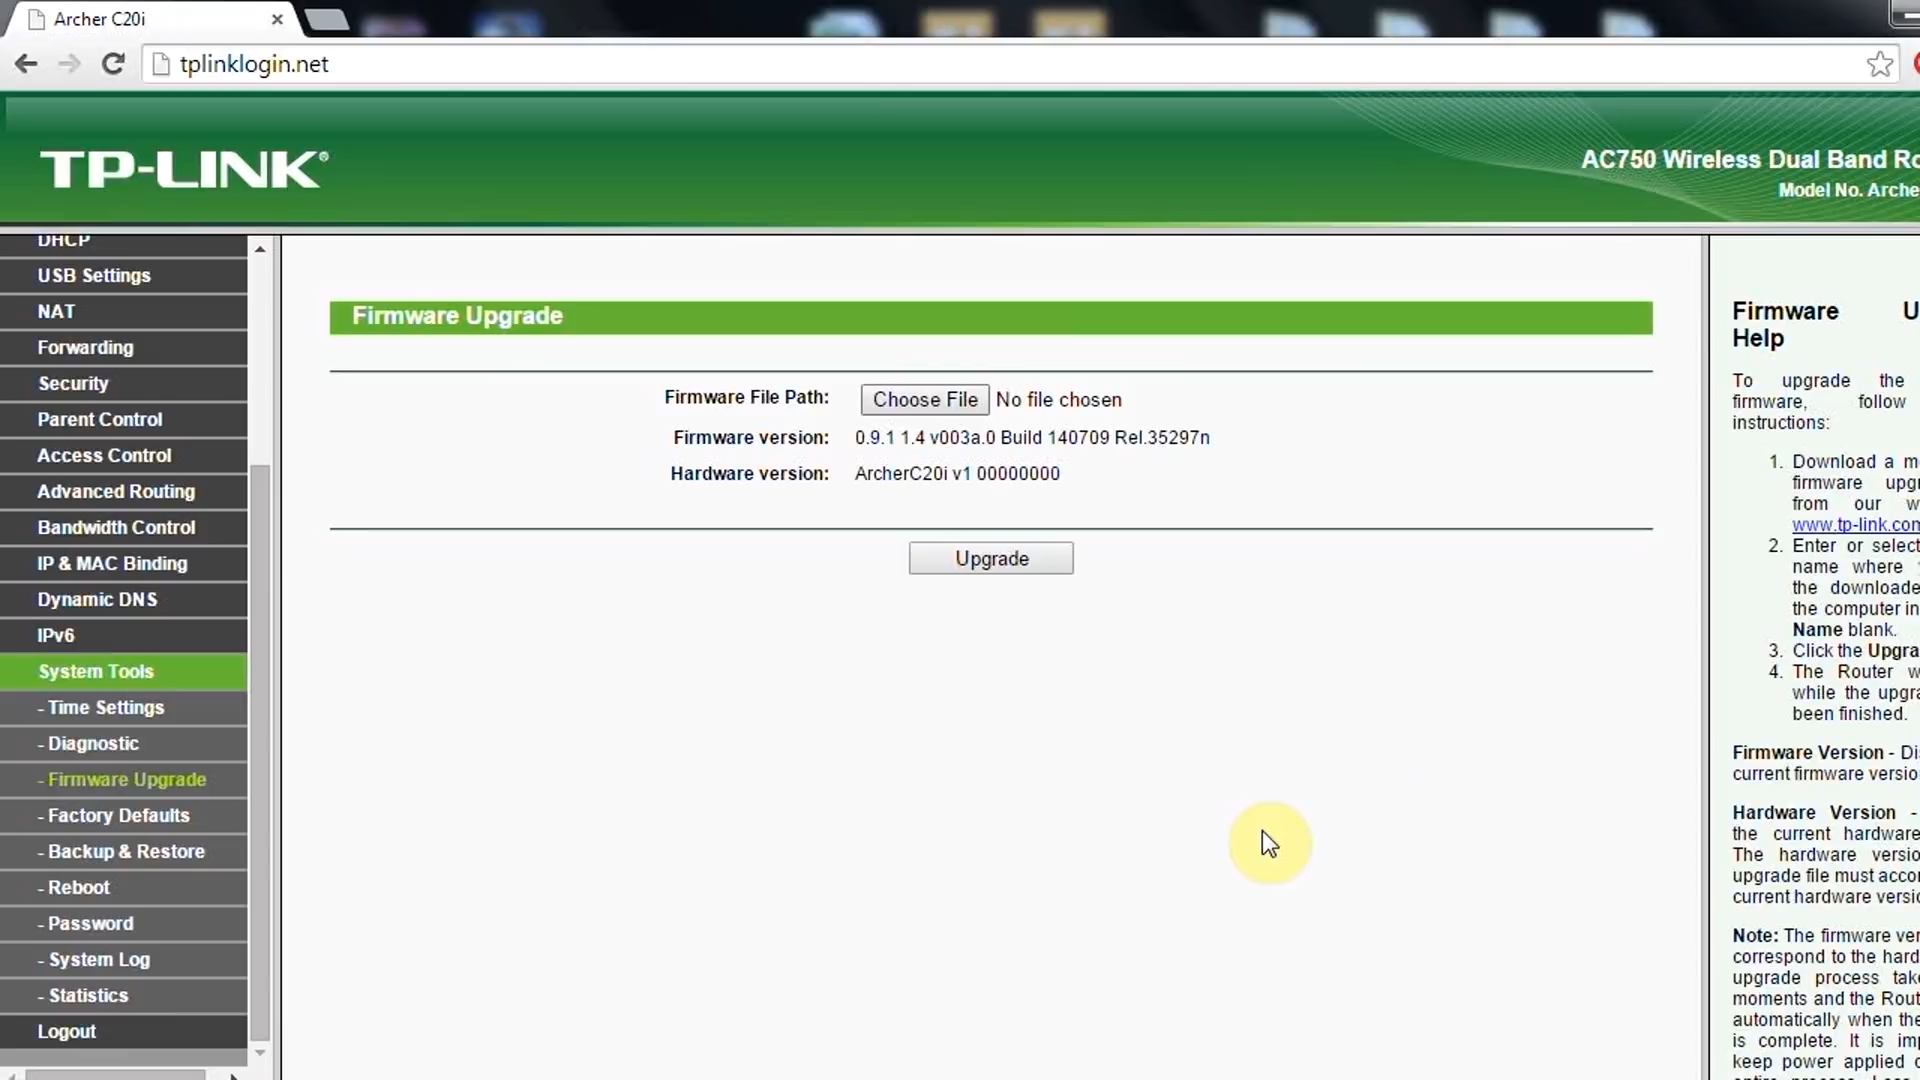 Archer C20i
tplinklogin.net
TP-LINK®
AC750 Wireless Dual Band
Model No.
DHCP
USB Settings
NAT
Forwarding
Security
Parent Control
Access Control
Advanced Routing
Bandwidth Control
IP & MAC Binding
Dynamic DNS
IPv6
System Tools
- Time Settings
- Diagnostic
- Firmware Upgrade
- Factory Defaults
- Backup & Restore
- Reboot
- Password
- System Log
- Statistics
Logout
Firmware Upgrade
Firmware File Path: Choose File No file chosen
Firmware version: 0.9.1 1.4 v003a.0 Build 140709 Rel.35297n
Hardware version: ArcherC20i v1 00000000
Upgrade
Firmware
Help
To upgrade the
firmware, follow
instructions:
1. Download a
firmware
from our
www.tp-link.com
2. Enter or select
name where
the
the computer in
Name blank.
3. Click the
4. The Router
while the
been finished.
Firmware Version -
current firmware
Hardware Version -
the current hardware
The hardware
upgrade file must
current hardware
Note: The firmware
correspond to the
upgrade process
moments and the
automatically when the
is complete. It is
keep power applied